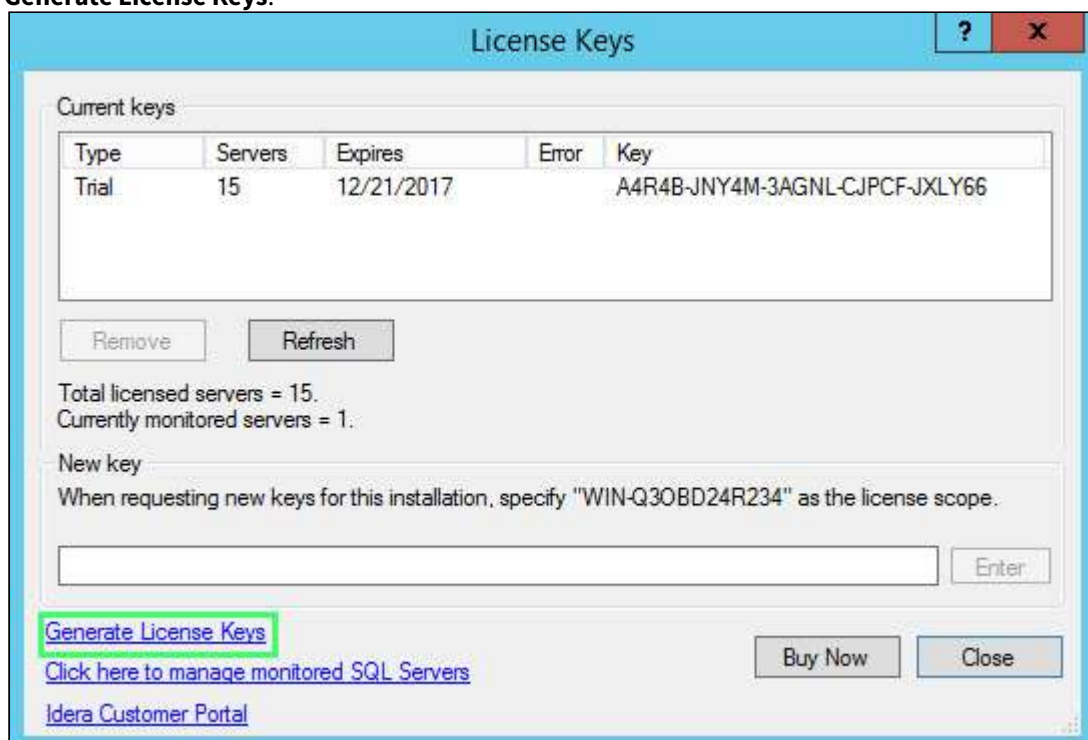 Generate License Keys.
License Keys
? x
Current keys
Type Servers Expires Error Key
Trial 15 12/21/2017 A4R4B-JNY4M-3AGNL-CJPCF-JXLY66
Remove Refresh
Total licensed servers = 15.
Currently monitored servers = 1.
New key
When requesting new keys for this installation, specify "WIN-Q3OBD24R234" as the license scope.
Enter
Generate License Keys
Click here to manage monitored SQL Servers
Buy Now Close
Idera Customer Portal